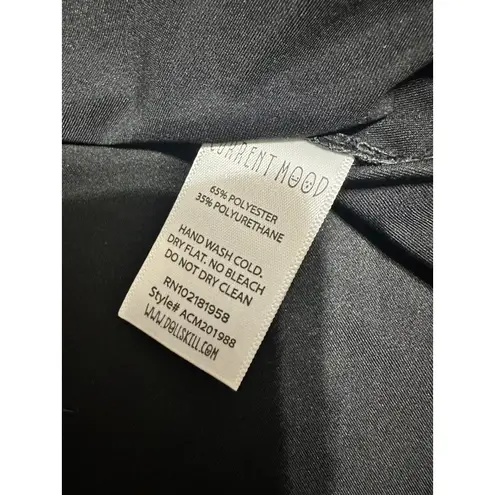 CURRENT MOOD
65% POLYESTER
35% POLYURETHANE
HAND WASH COLD.
DRY FLAT. NO BLEACH
DO NOT DRY CLEAN
RN102181958
Style# ACM201988
WWW.DOLLSKILL.COM